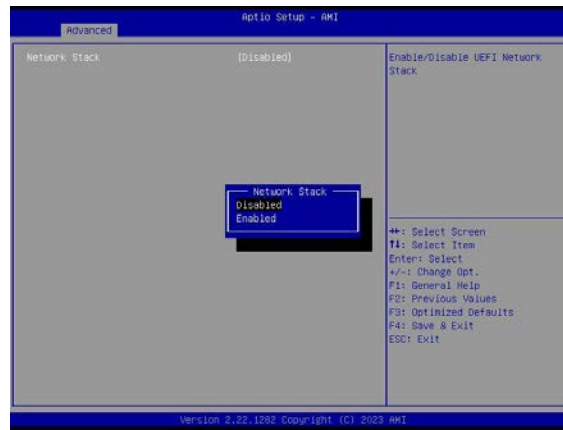 Aptio Setup - AMI
Advanced
Network Stack [Disabled]
Enable/Disable UEFI Network
Stack
Network Stack
Disabled
Enabled
→←: Select Screen
↑↓: Select Item
Enter: Select
+/-: Change Opt.
F1: General Help
F2: Previous Values
F3: Optimized Defaults
F4: Save & Exit
ESC: Exit
Version 2.22.1282 Copyright (C) 2023 AMI